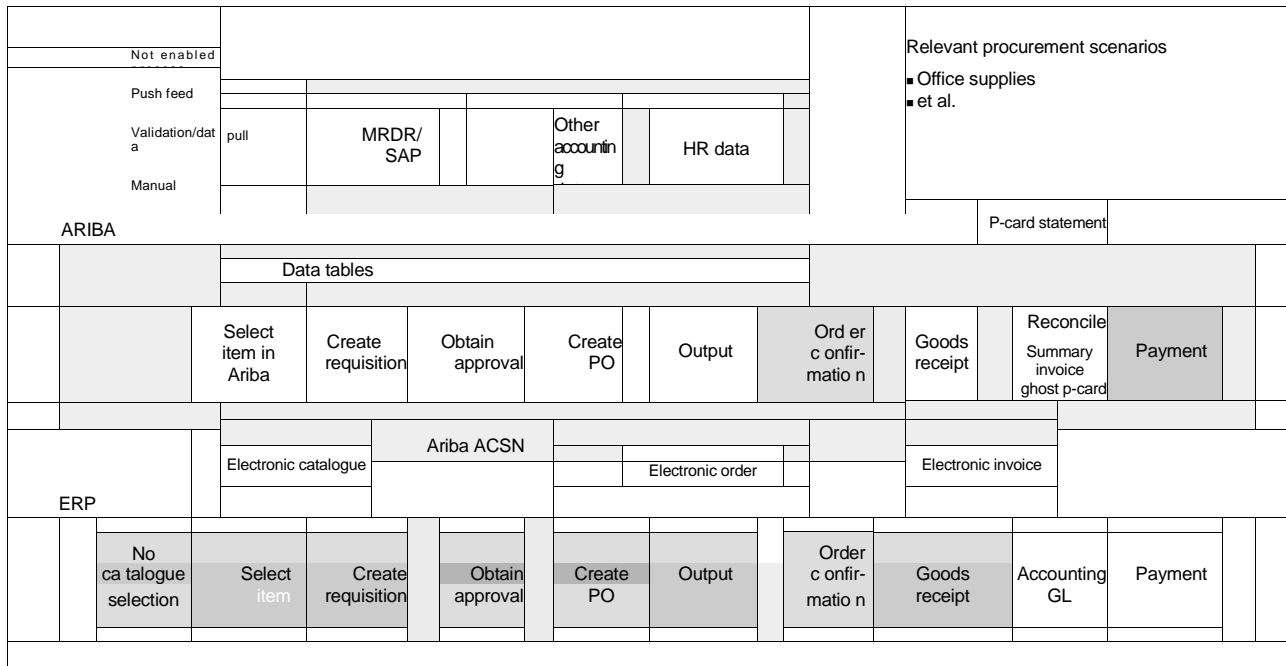 Not enabled
Push feed
Validation/dat
a
pull
Manual
MRDR/
SAP
Other
accountin
g
HR data
Relevant procurement scenarios
■ Office supplies
■ et al.
ARIBA
P-card statement
Data tables
Select
item in
Ariba
Create
requisition
Obtain
approval
Create
PO
Output
Ord er
c onfir-
matio n
Goods
receipt
Reconcile
Summary
invoice
ghost p-card
Payment
Ariba ACSN
Electronic catalogue
Electronic order
Electronic invoice
ERP
No
ca talogue
selection
Select
item
Create
requisition
Obtain
approval
Create
PO
Output
Order
c onfir-
matio n
Goods
receipt
Accounting
GL
Payment